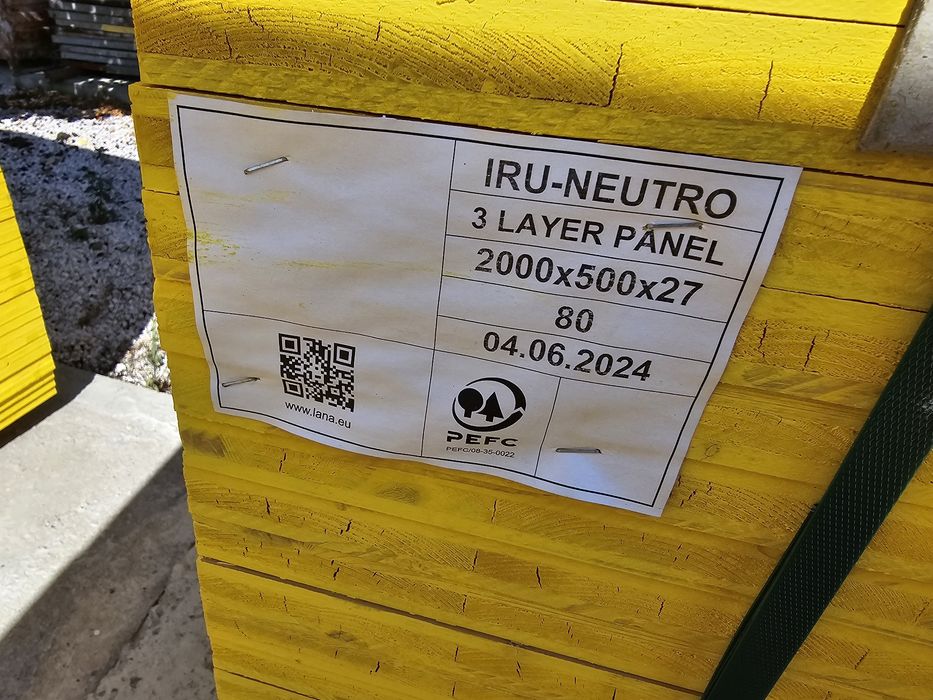 IRU-NEUTRO
3 LAYER PANEL
2000x500x27
80
04.06.2024
www.lana.eu
PEFC
PEFC/08-35-0022